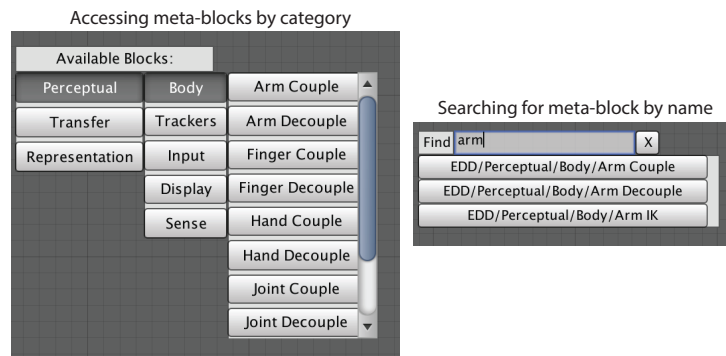 Accessing meta-blocks by category
Available Blocks:
Perceptual
Transfer
Representation
Body
Trackers
Input
Display
Sense
Arm Couple
Arm Decouple
Finger Couple
Finger Decouple
Hand Couple
Hand Decouple
Joint Couple
Joint Decouple
Searching for meta-block by name
Find arm X
EDD/Perceptual/Body/Arm Couple
EDD/Perceptual/Body/Arm Decouple
EDD/Perceptual/Body/Arm IK